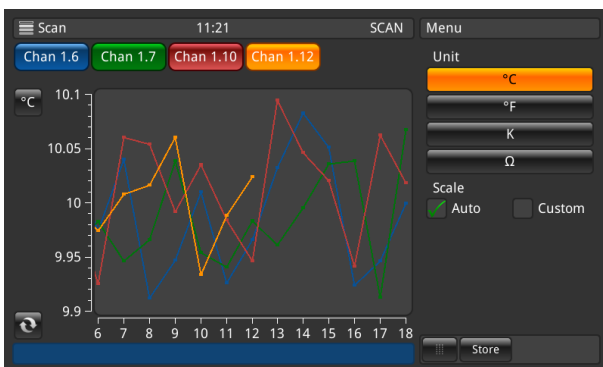 Scan 11:21 SCAN Menu
Chan 1.6 Chan 1.7 Chan 1.10 Chan 1.12
Unit
°C
°F
K
Ω
Scale
Auto Custom
°C
10.1
10.05
10
9.95
9.9
6 7 8 9 10 11 12 13 14 15 16 17 18
Store